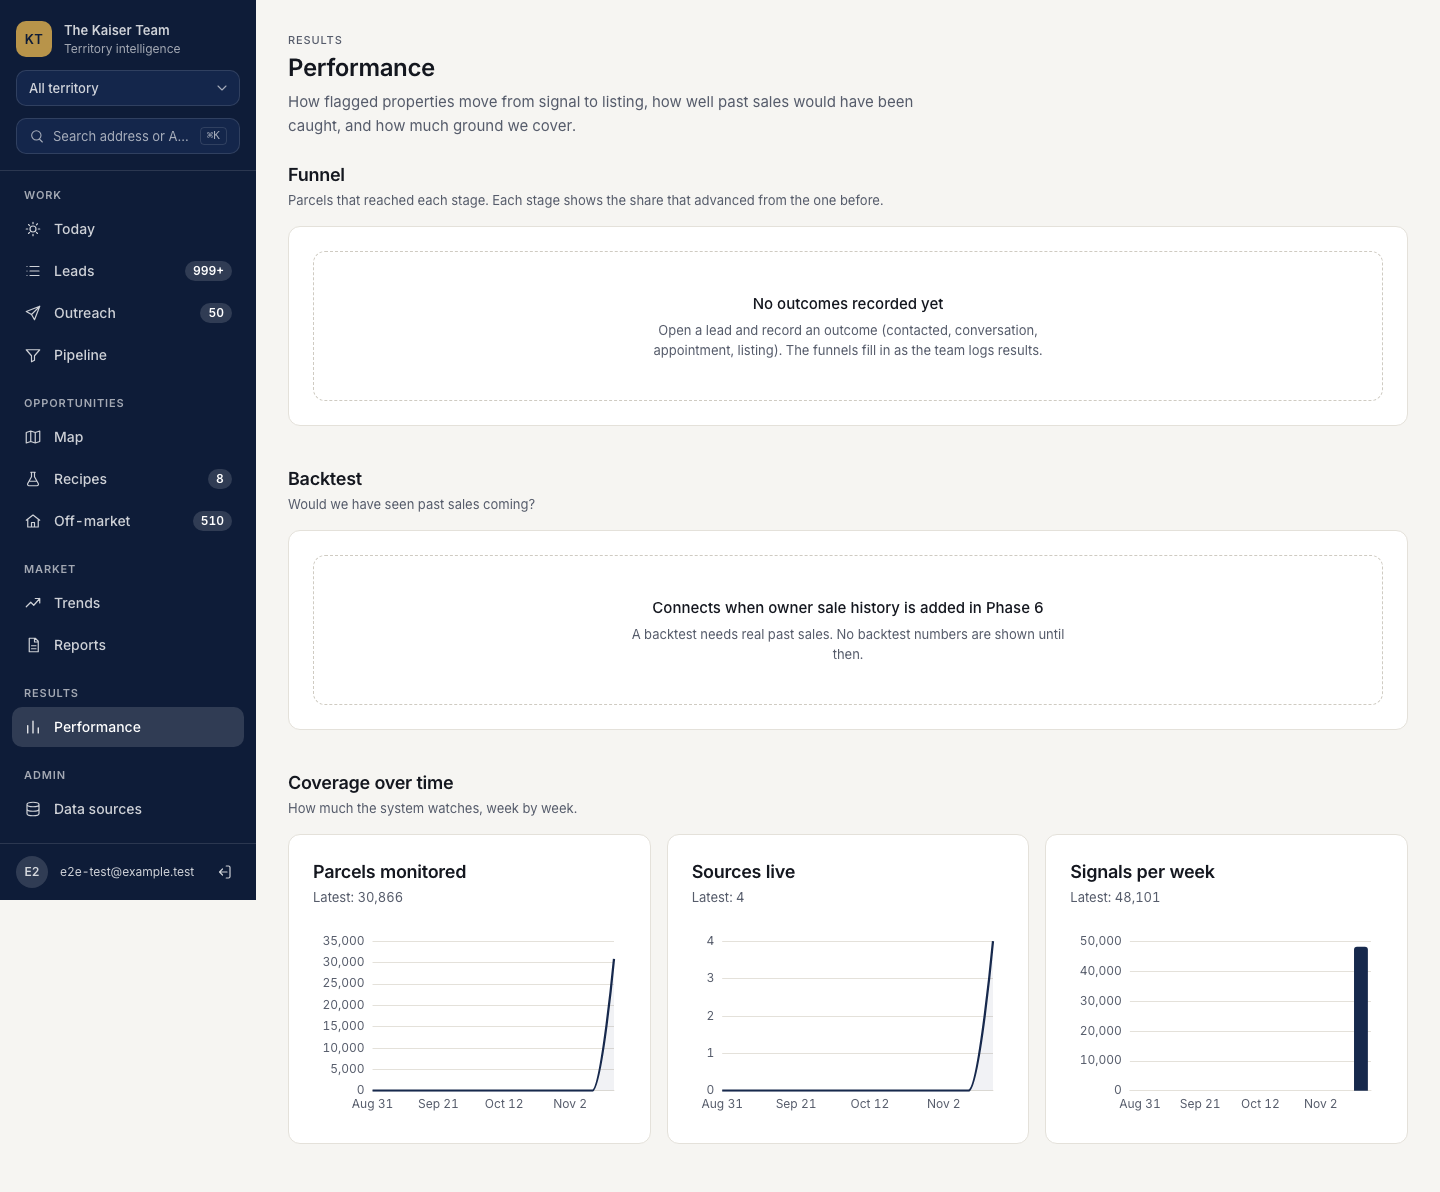 KT
The Kaiser Team
Territory intelligence
All territory
Search address or A... ⌘K
WORK
Today
Leads 999+
Outreach 50
Pipeline
OPPORTUNITIES
Map
Recipes 8
Off-market 510
MARKET
Trends
Reports
RESULTS
Performance
ADMIN
Data sources
E2 e2e-test@example.test
RESULTS
Performance
How flagged properties move from signal to listing, how well past sales would have been
caught, and how much ground we cover.
Funnel
Parcels that reached each stage. Each stage shows the share that advanced from the one before.
No outcomes recorded yet
Open a lead and record an outcome (contacted, conversation,
appointment, listing). The funnels fill in as the team logs results.
Backtest
Would we have seen past sales coming?
Connects when owner sale history is added in Phase 6
A backtest needs real past sales. No backtest numbers are shown until
then.
Coverage over time
How much the system watches, week by week.
Parcels monitored
Latest: 30,866
35,000
30,000
25,000
20,000
15,000
10,000
5,000
0
Aug 31 Sep 21 Oct 12 Nov 2
Sources live
Latest: 4
4
3
2
1
0
Aug 31 Sep 21 Oct 12 Nov 2
Signals per week
Latest: 48,101
50,000
40,000
30,000
20,000
10,000
0
Aug 31 Sep 21 Oct 12 Nov 2